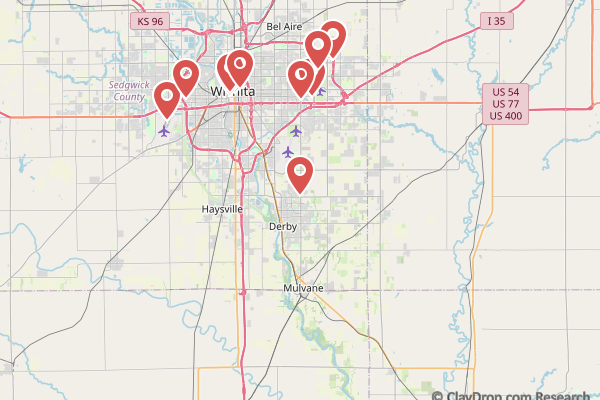 KS 96
Bel Aire
I 35
Sedgwick
County
US 54
US 77
US 400
Haysville
Derby
Mulvane
© ClayDrop.com Research